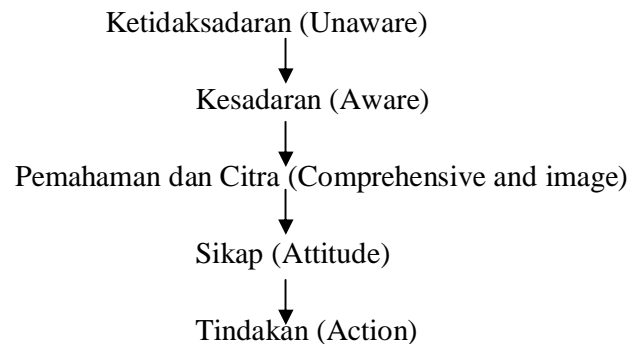 Ketidaksadaran (Unaware)
Kesadaran (Aware)
Pemahaman dan Citra (Comprehensive and image)
Sikap (Attitude)
Tindakan (Action)